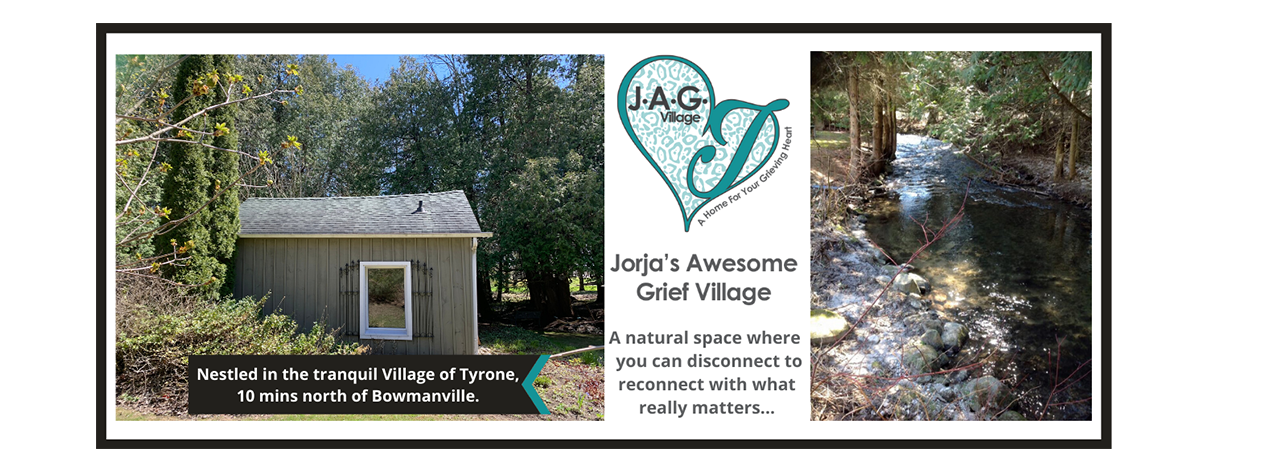 Nestled in the tranquil Village of Tyrone,
10 mins north of Bowmanville.
J·A·G·
Village
J
A Home For Your Grieving Heart
Jorja's Awesome
Grief Village
A natural space where
you can disconnect to
reconnect with what
really matters...